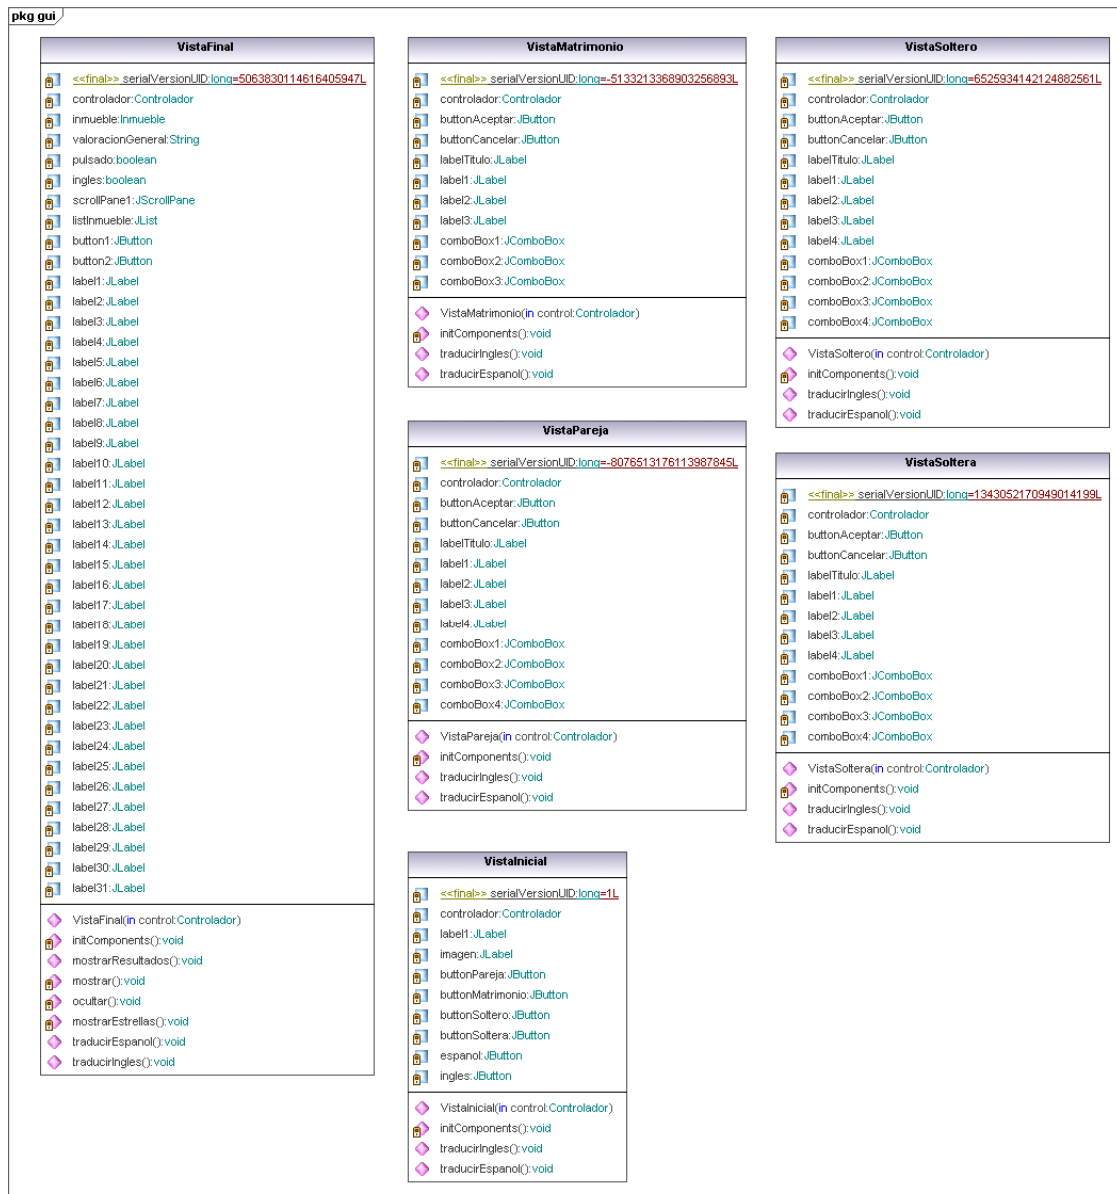 pkg gui
VistaFinal
<<final>> serialVersionUID:long=5063830114616405947L
controlador:Controlador
inmueble:Inmueble
valoracionGeneral:String
pulsado:boolean
ingles:boolean
scrollPane1:JScrollPane
listInmueble:JList
button1:JButton
button2:JButton
label1:JLabel
label2:JLabel
label3:JLabel
label4:JLabel
label5:JLabel
label6:JLabel
label7:JLabel
label8:JLabel
label9:JLabel
label10:JLabel
label11:JLabel
label12:JLabel
label13:JLabel
label14:JLabel
label15:JLabel
label16:JLabel
label17:JLabel
label18:JLabel
label19:JLabel
label20:JLabel
label21:JLabel
label22:JLabel
label23:JLabel
label24:JLabel
label25:JLabel
label26:JLabel
label27:JLabel
label28:JLabel
label29:JLabel
label30:JLabel
label31:JLabel
VistaFinal(in control:Controlador)
initComponents():void
mostrarResultados():void
mostrar():void
ocultar():void
mostrarEstrellas():void
traducirEspanol():void
traducirIngles():void
VistaMatrimonio
<<final>> serialVersionUID:long=-5133213368903256893L
controlador:Controlador
buttonAceptar:JButton
buttonCancelar:JButton
labelTitulo:JLabel
label1:JLabel
label2:JLabel
label3:JLabel
comboBox1:JComboBox
comboBox2:JComboBox
comboBox3:JComboBox
VistaMatrimonio(in control:Controlador)
initComponents():void
traducirIngles():void
traducirEspanol():void
VistaPareja
<<final>> serialVersionUID:long=-8076513176113987845L
controlador:Controlador
buttonAceptar:JButton
buttonCancelar:JButton
labelTitulo:JLabel
label1:JLabel
label2:JLabel
label3:JLabel
label4:JLabel
comboBox1:JComboBox
comboBox2:JComboBox
comboBox3:JComboBox
comboBox4:JComboBox
VistaPareja(in control:Controlador)
initComponents():void
traducirIngles():void
traducirEspanol():void
VistaInicial
<<final>> serialVersionUID:long=1L
controlador:Controlador
label1:JLabel
imagen:JLabel
buttonPareja:JButton
buttonMatrimonio:JButton
buttonSoltero:JButton
buttonSoltera:JButton
espanol:JButton
ingles:JButton
VistaInicial(in control:Controlador)
initComponents():void
traducirIngles():void
traducirEspanol():void
VistaSoltero
<<final>> serialVersionUID:long=6525934142124882561L
controlador:Controlador
buttonAceptar:JButton
buttonCancelar:JButton
labelTitulo:JLabel
label1:JLabel
label2:JLabel
label3:JLabel
label4:JLabel
comboBox1:JComboBox
comboBox2:JComboBox
comboBox3:JComboBox
comboBox4:JComboBox
VistaSoltero(in control:Controlador)
initComponents():void
traducirIngles():void
traducirEspanol():void
VistaSoltera
<<final>> serialVersionUID:long=1343052170949014199L
controlador:Controlador
buttonAceptar:JButton
buttonCancelar:JButton
labelTitulo:JLabel
label1:JLabel
label2:JLabel
label3:JLabel
label4:JLabel
comboBox1:JComboBox
comboBox2:JComboBox
comboBox3:JComboBox
comboBox4:JComboBox
VistaSoltera(in control:Controlador)
initComponents():void
traducirIngles():void
traducirEspanol():void